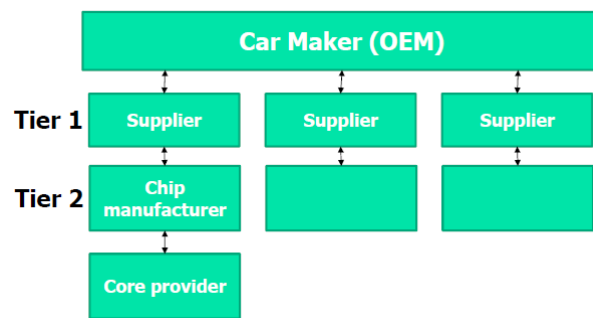 Car Maker (OEM)
Tier 1
Supplier
Supplier
Supplier
Tier 2
Chip
manufacturer
Core provider